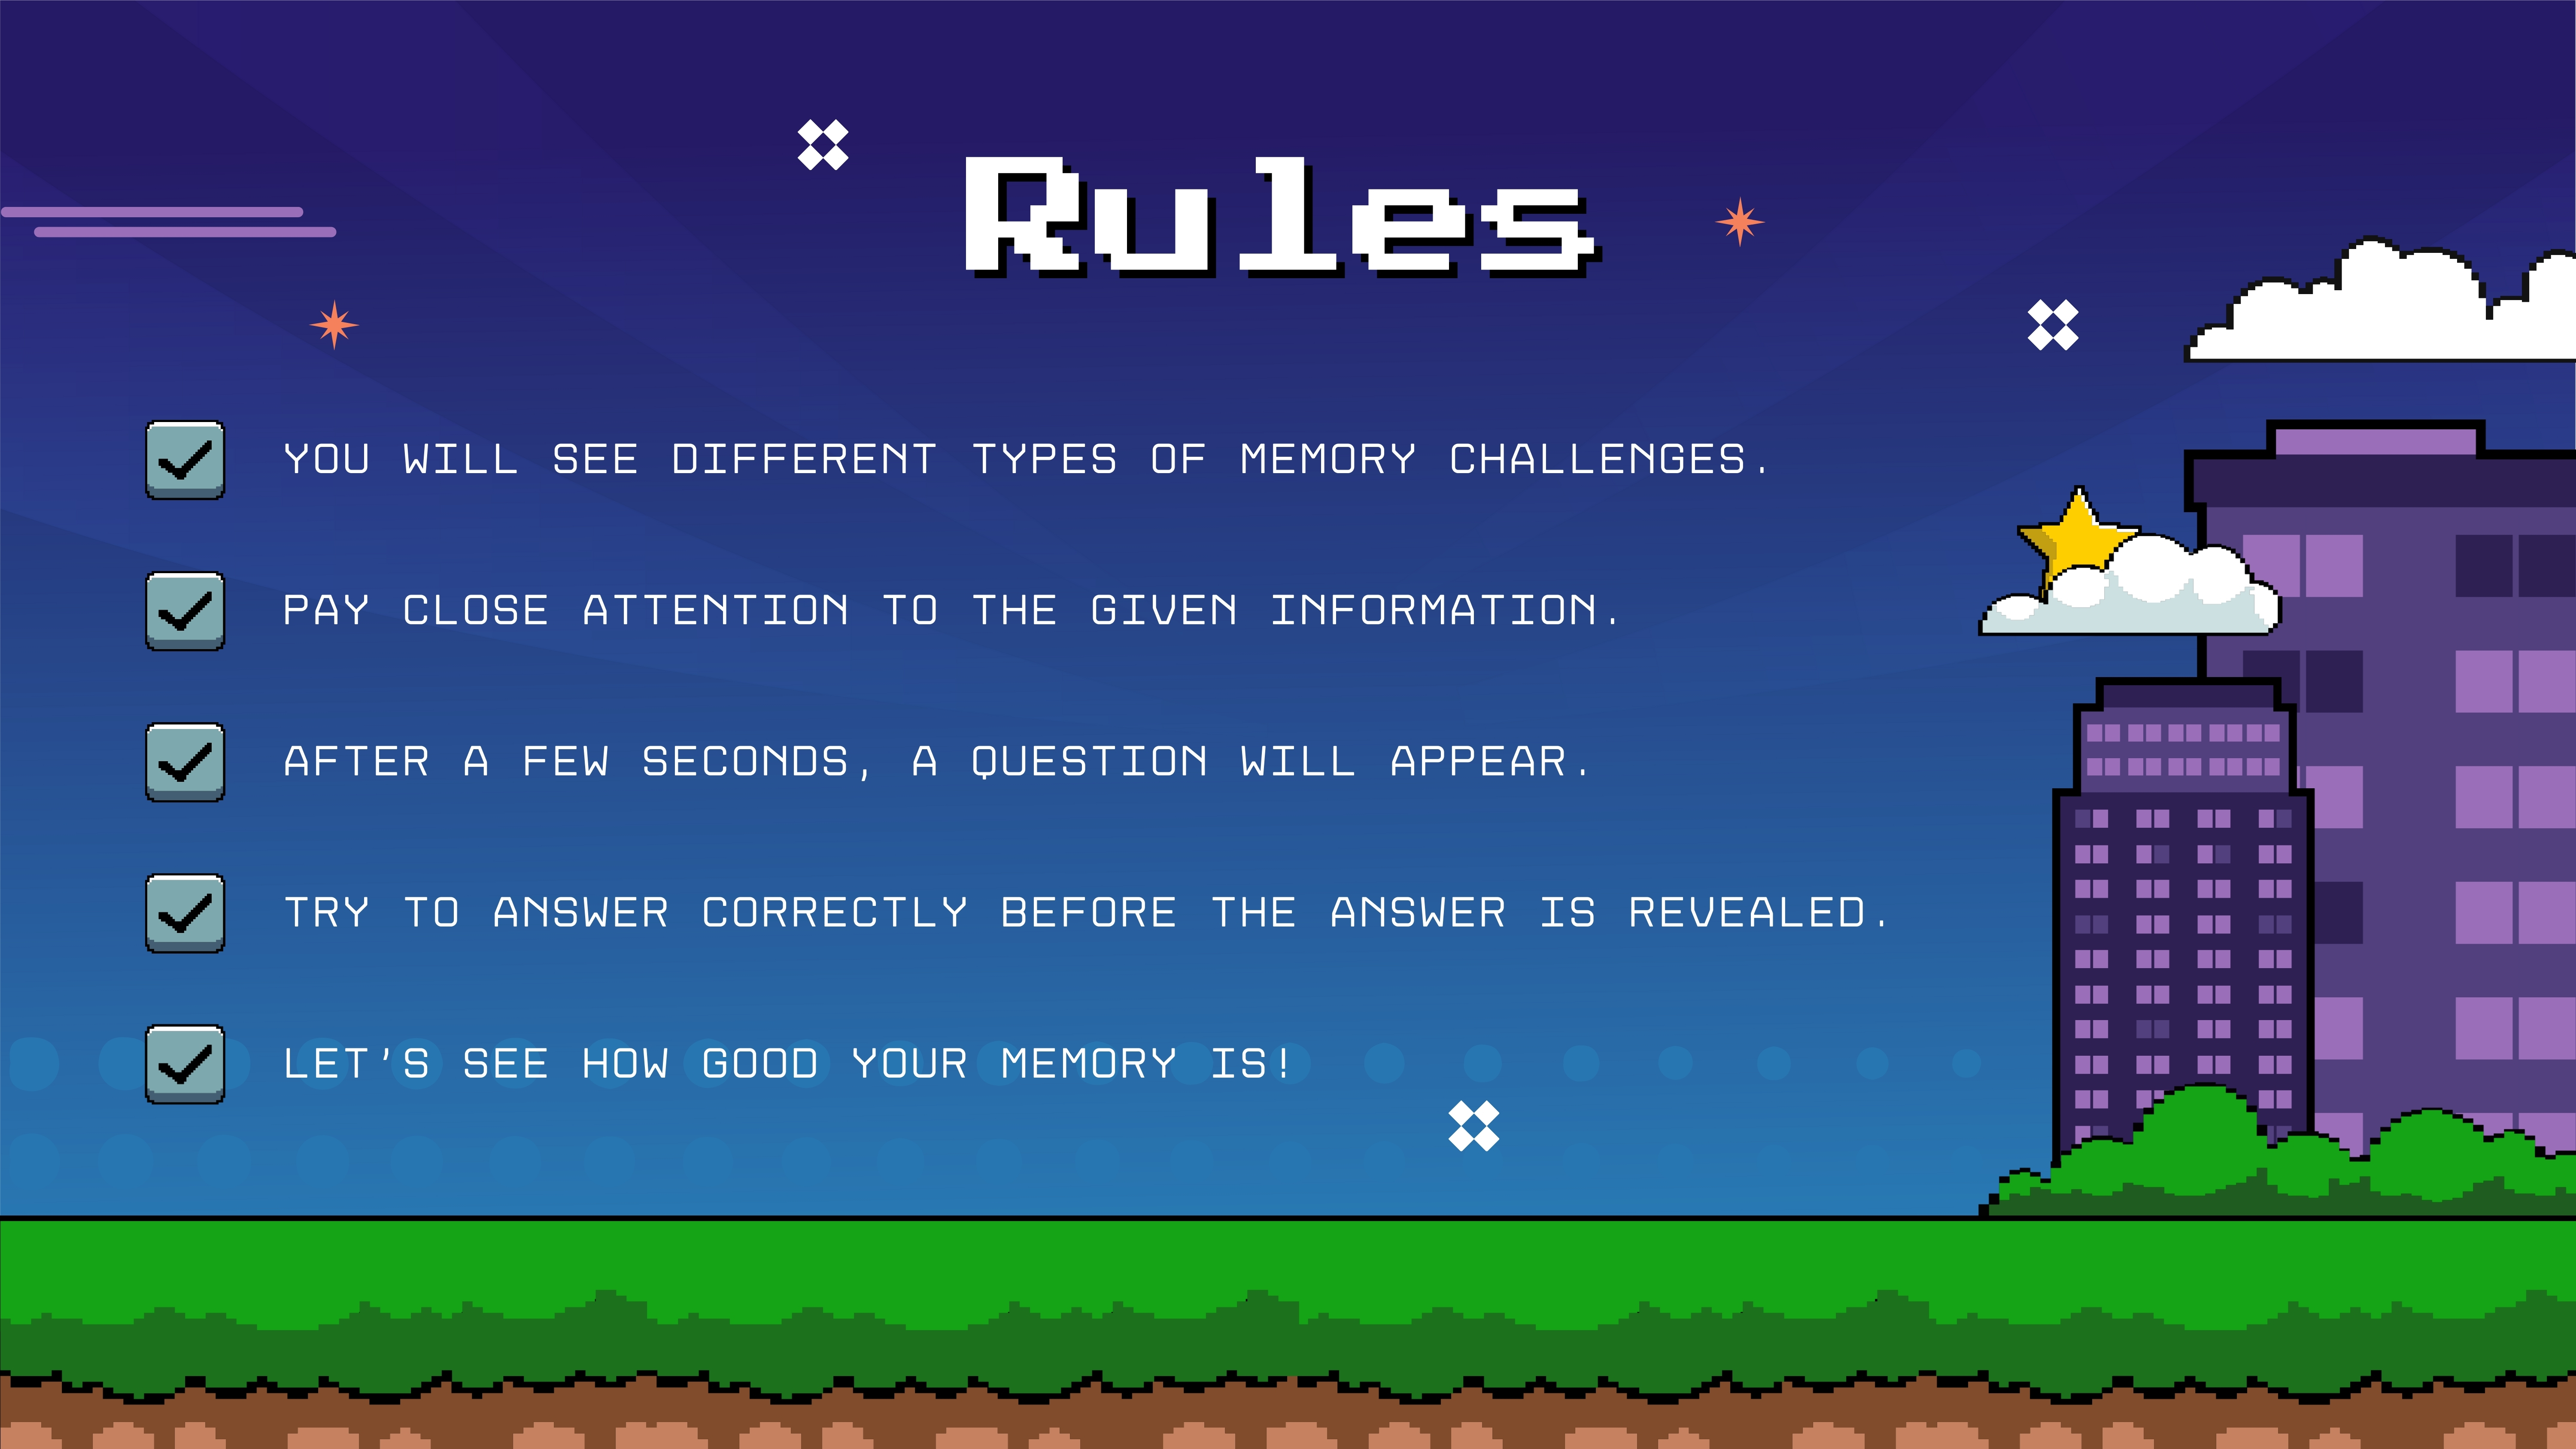 Rules
YOU WILL SEE DIFFERENT TYPES OF MEMORY CHALLENGES.
PAY CLOSE ATTENTION TO THE GIVEN INFORMATION.
AFTER A FEW SECONDS, A QUESTION WILL APPEAR.
TRY TO ANSWER CORRECTLY BEFORE THE ANSWER IS REVEALED.
LET'S SEE HOW GOOD YOUR MEMORY IS!